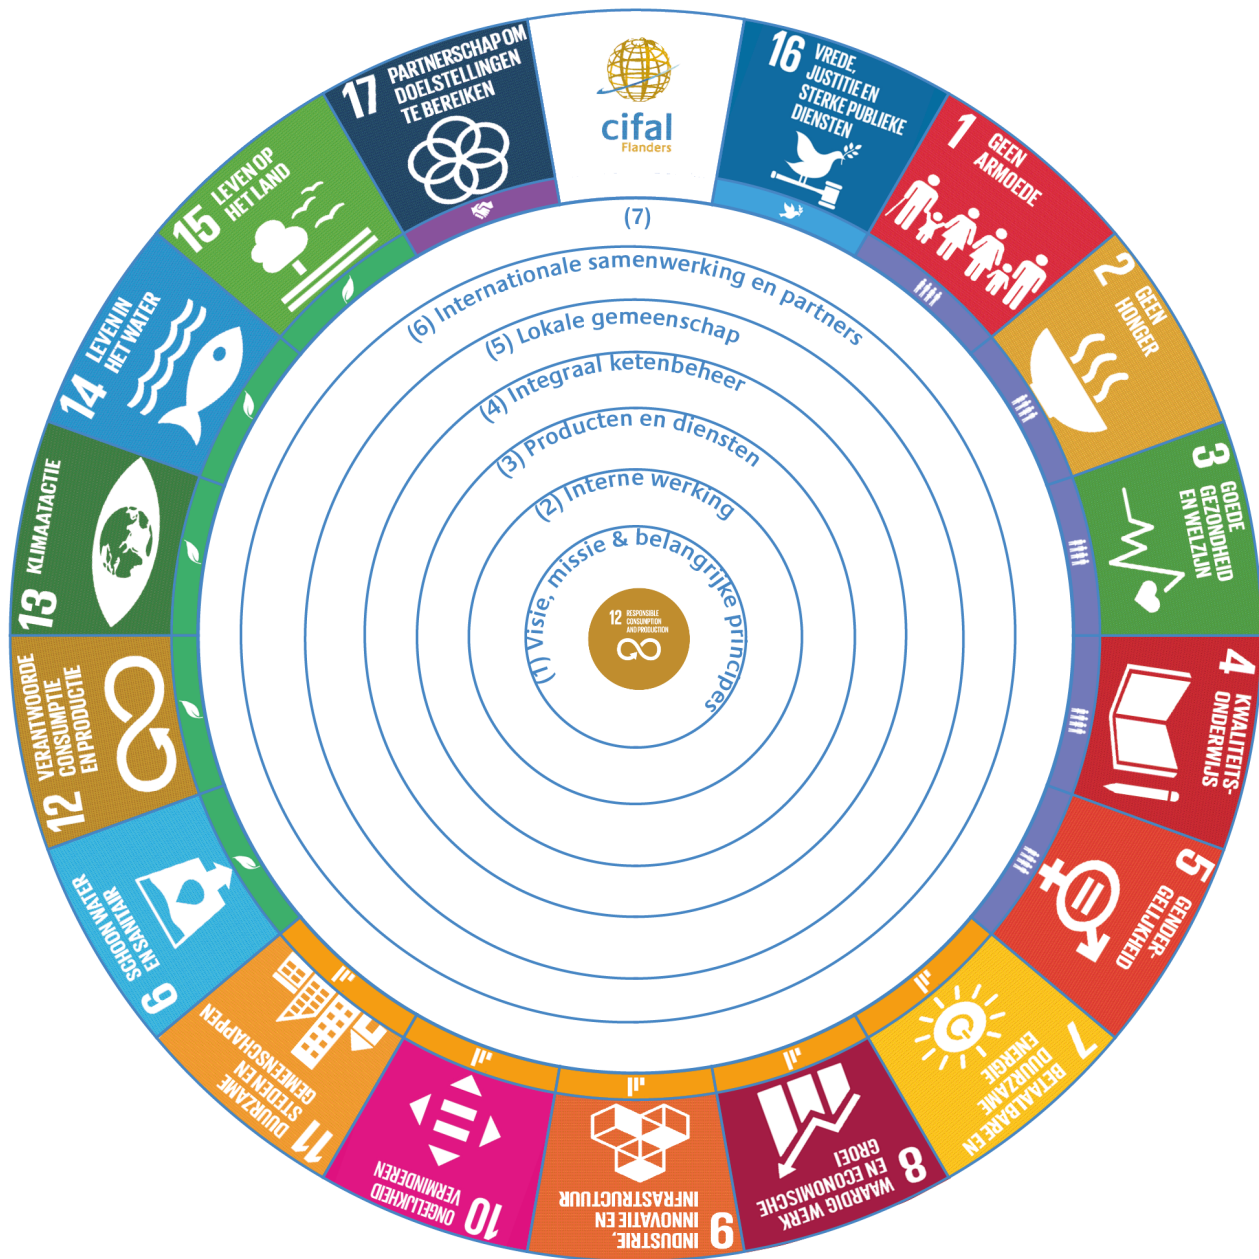 cifal
Flanders
16
VREDE,
JUSTITIE EN
STERKE PUBLIEKE
DIENSTEN
1
GEEN
ARMOEDE
2
GEEN
HONGER
3
GOEDE
GEZONDHEID
EN WELZIJN
4
KWALITEITS-
ONDERWIJS
5
GENDER-
GELIJKHEID
7
BETAALBARE EN
DUURZAME
ENERGIE
8
WAARDIG WERK
EN ECONOMISCHE
GROEI
9
INDUSTRIE,
INNOVATIE EN
INFRASTRUCTUUR
10
ONGELIJKHEID
VERMINDEREN
11
DUURZAME
STEDEN EN
GEMEENSCHAPPEN
6
SCHOON WATER
EN SANITAIR
12
VERANTWOORDE
CONSUMPTIE
EN PRODUCTIE
13
KLIMAATACTIE
14
LEVEN IN
HET WATER
15
LEVEN OP
HET LAND
17
PARTNERSCHAP OM
DOELSTELLINGEN
TE BEREIKEN
(7)
(6) Internationale samenwerking en partners
(5) Lokale gemeenschap
(4) Integraal ketenbeheer
(3) Producten en diensten
(2) Interne werking
(1) Visie, missie & belangrijke principes
12
RESPONSIBLE
CONSUMPTION
AND PRODUCTION